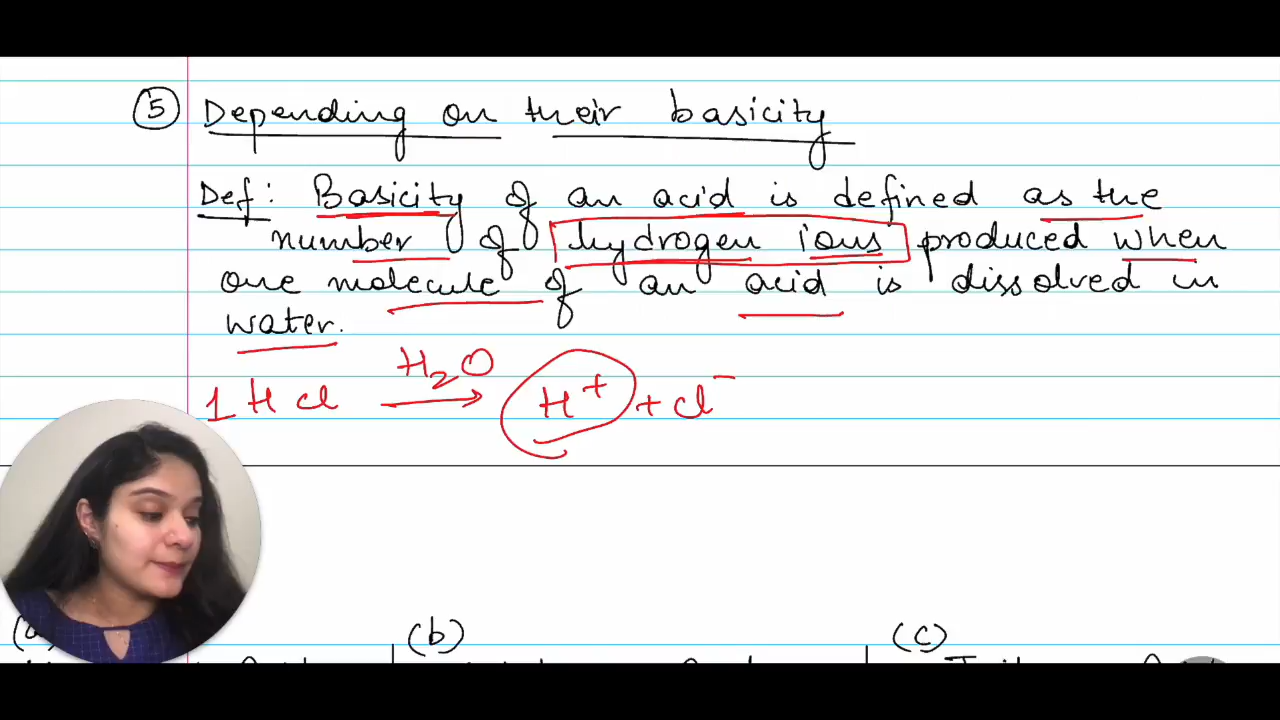 5 Depending on their basicity
Def: Basicity of an acid is defined as the
number of hydrogen ions produced when
one molecule of an acid is dissolved in
water.
1 HCl H2O → H+ + Cl-
(a) (b) (c)